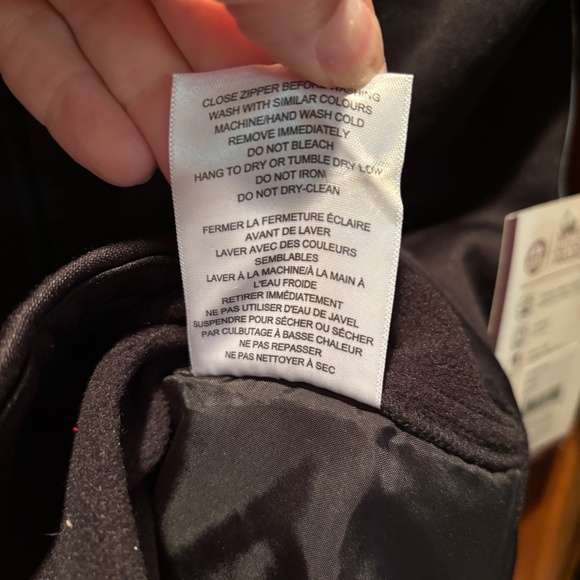 CLOSE ZIPPER BEFORE WASHING
WASH WITH SIMILAR COLOURS
MACHINE/HAND WASH COLD
REMOVE IMMEDIATELY
DO NOT BLEACH
HANG TO DRY OR TUMBLE DRY LOW
DO NOT IRON
DO NOT DRY-CLEAN
FERMER LA FERMETURE ÉCLAIRE
AVANT DE LAVER
LAVER AVEC DES COULEURS
SEMBLABLES
LAVER À LA MACHINE/À LA MAIN À
L'EAU FROIDE
RETIRER IMMÉDIATEMENT
NE PAS UTILISER D'EAU DE JAVEL
SUSPENDRE POUR SÉCHER OU SÉCHER
PAR CULBUTAGE À BASSE CHALEUR
NE PAS REPASSER
NE PAS NETTOYER À SEC